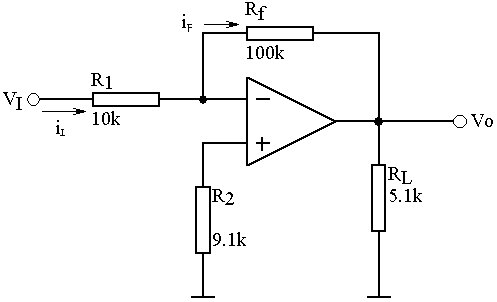 iF
Rf
100k
R1
VI
10k
iI
−
+
Vo
R2
9.1k
RL
5.1k